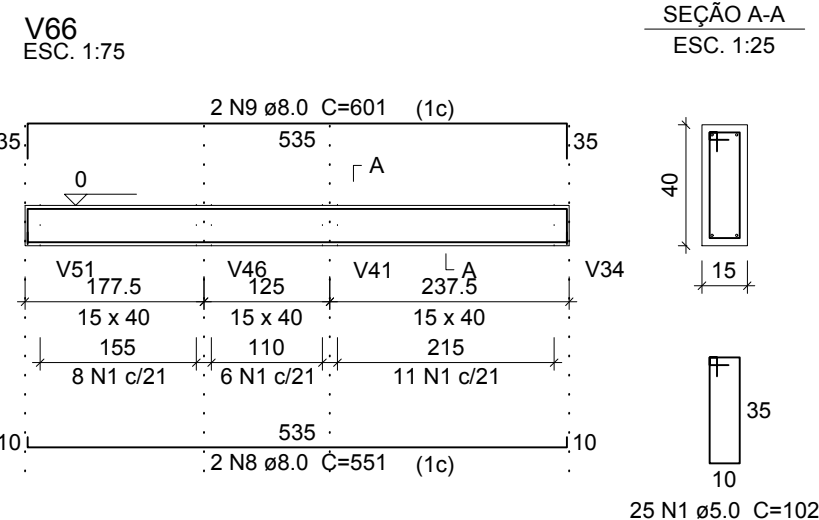 V66
ESC. 1:75
SEÇÃO A-A
ESC. 1:25
2 N9 ø8.0 C=601 (1c)
35
535
35
A
0
40
V51
V46
V41
A
V34
177.5
125
237.5
15
15 x 40
15 x 40
15 x 40
155
110
215
8 N1 c/21
6 N1 c/21
11 N1 c/21
35
10
535
10
2 N8 ø8.0 C=551 (1c)
10
25 N1 ø5.0 C=102